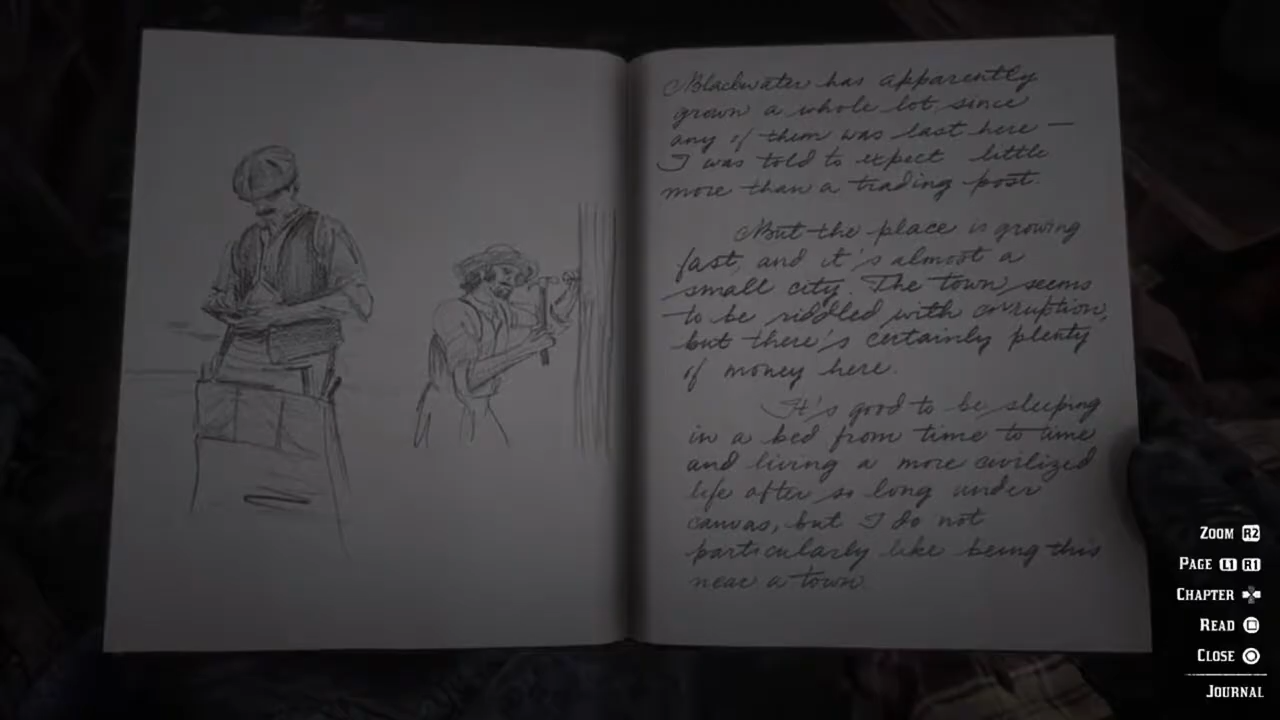 Blackwater has apparently
grown a whole lot since
any of them was last here —
I was told to expect little
more than a trading post.
But the place is growing
fast, and it's almost a
small city. The town seems
to be riddled with corruption,
but there's certainly plenty
of money here.
It's good to be sleeping
in a bed from time to time
and living a more civilized
life after so long under
canvas, but I do not
particularly like being this
near a town.
ZOOM R2
PAGE L1 R1
CHAPTER
READ
CLOSE
JOURNAL